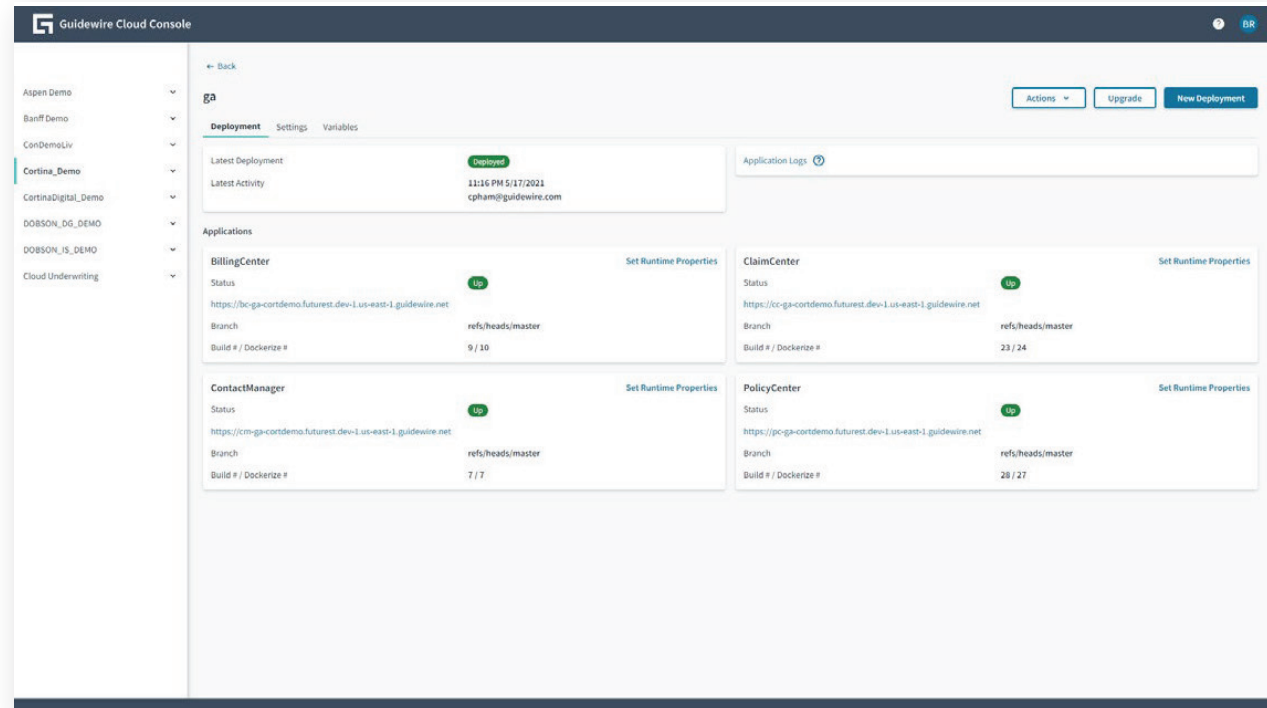 Guidewire Cloud Console
? BR
← Back
Aspen Demo
Banff Demo
ConDemoLiv
Cortina_Demo
CortinaDigital_Demo
DOBSON_DG_DEMO
DOBSON_IS_DEMO
Cloud Underwriting
ga
Actions Upgrade New Deployment
Deployment Settings Variables
Latest Deployment Deployed
Latest Activity 11:16 PM 5/17/2021
cpham@guidewire.com
Application Logs ?
Applications
BillingCenter Set Runtime Properties
Status Up
https://bc-ga-cortdemo.futurest.dev-1.us-east-1.guidewire.net
Branch refs/heads/master
Build # / Dockerize # 9 / 10
ClaimCenter Set Runtime Properties
Status Up
https://cc-ga-cortdemo.futurest.dev-1.us-east-1.guidewire.net
Branch refs/heads/master
Build # / Dockerize # 23 / 24
ContactManager Set Runtime Properties
Status Up
https://cm-ga-cortdemo.futurest.dev-1.us-east-1.guidewire.net
Branch refs/heads/master
Build # / Dockerize # 7 / 7
PolicyCenter Set Runtime Properties
Status Up
https://pc-ga-cortdemo.futurest.dev-1.us-east-1.guidewire.net
Branch refs/heads/master
Build # / Dockerize # 28 / 27